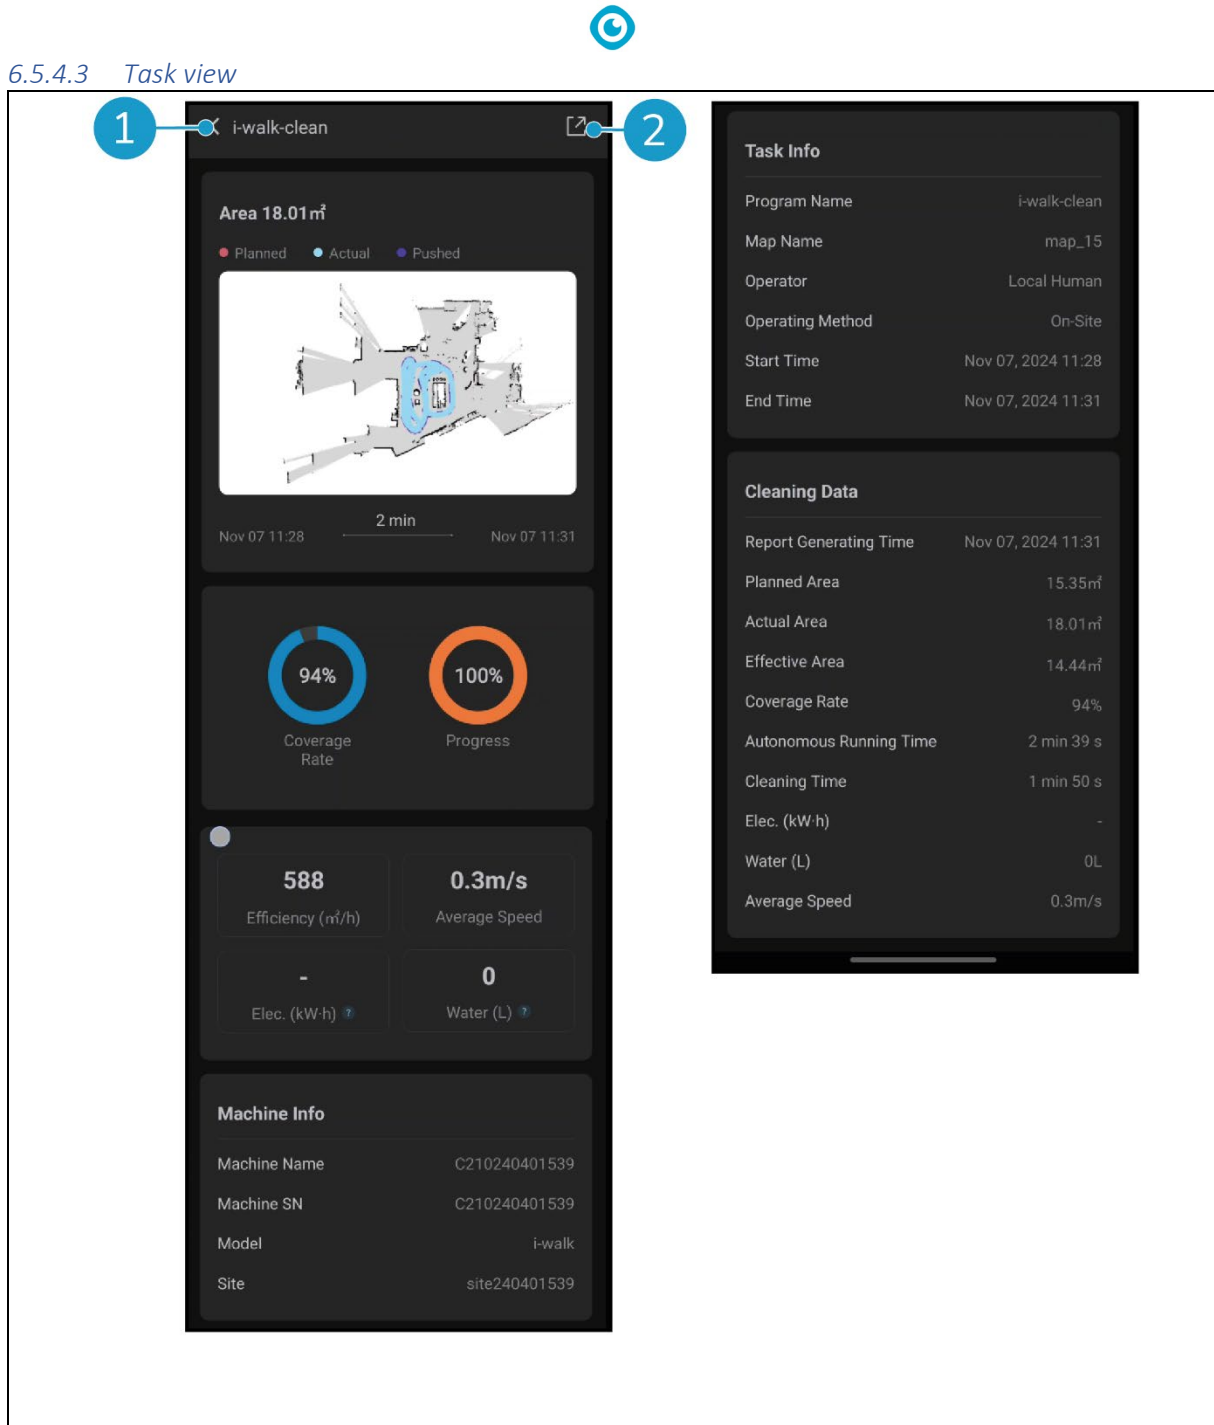 6.5.4.3 Task view
1
i-walk-clean
2
Area 18.01㎡
Planned Actual Pushed
2 min
Nov 07 11:28 Nov 07 11:31
94% 100%
Coverage Progress
Rate
588 0.3m/s
Efficiency (㎡/h) Average Speed
- 0
Elec. (kW·h) ? Water (L) ?
Machine Info
Machine Name C210240401539
Machine SN C210240401539
Model i-walk
Site site240401539
Task Info
Program Name i-walk-clean
Map Name map_15
Operator Local Human
Operating Method On-Site
Start Time Nov 07, 2024 11:28
End Time Nov 07, 2024 11:31
Cleaning Data
Report Generating Time Nov 07, 2024 11:31
Planned Area 15.35㎡
Actual Area 18.01㎡
Effective Area 14.44㎡
Coverage Rate 94%
Autonomous Running Time 2 min 39 s
Cleaning Time 1 min 50 s
Elec. (kW·h) -
Water (L) 0L
Average Speed 0.3m/s